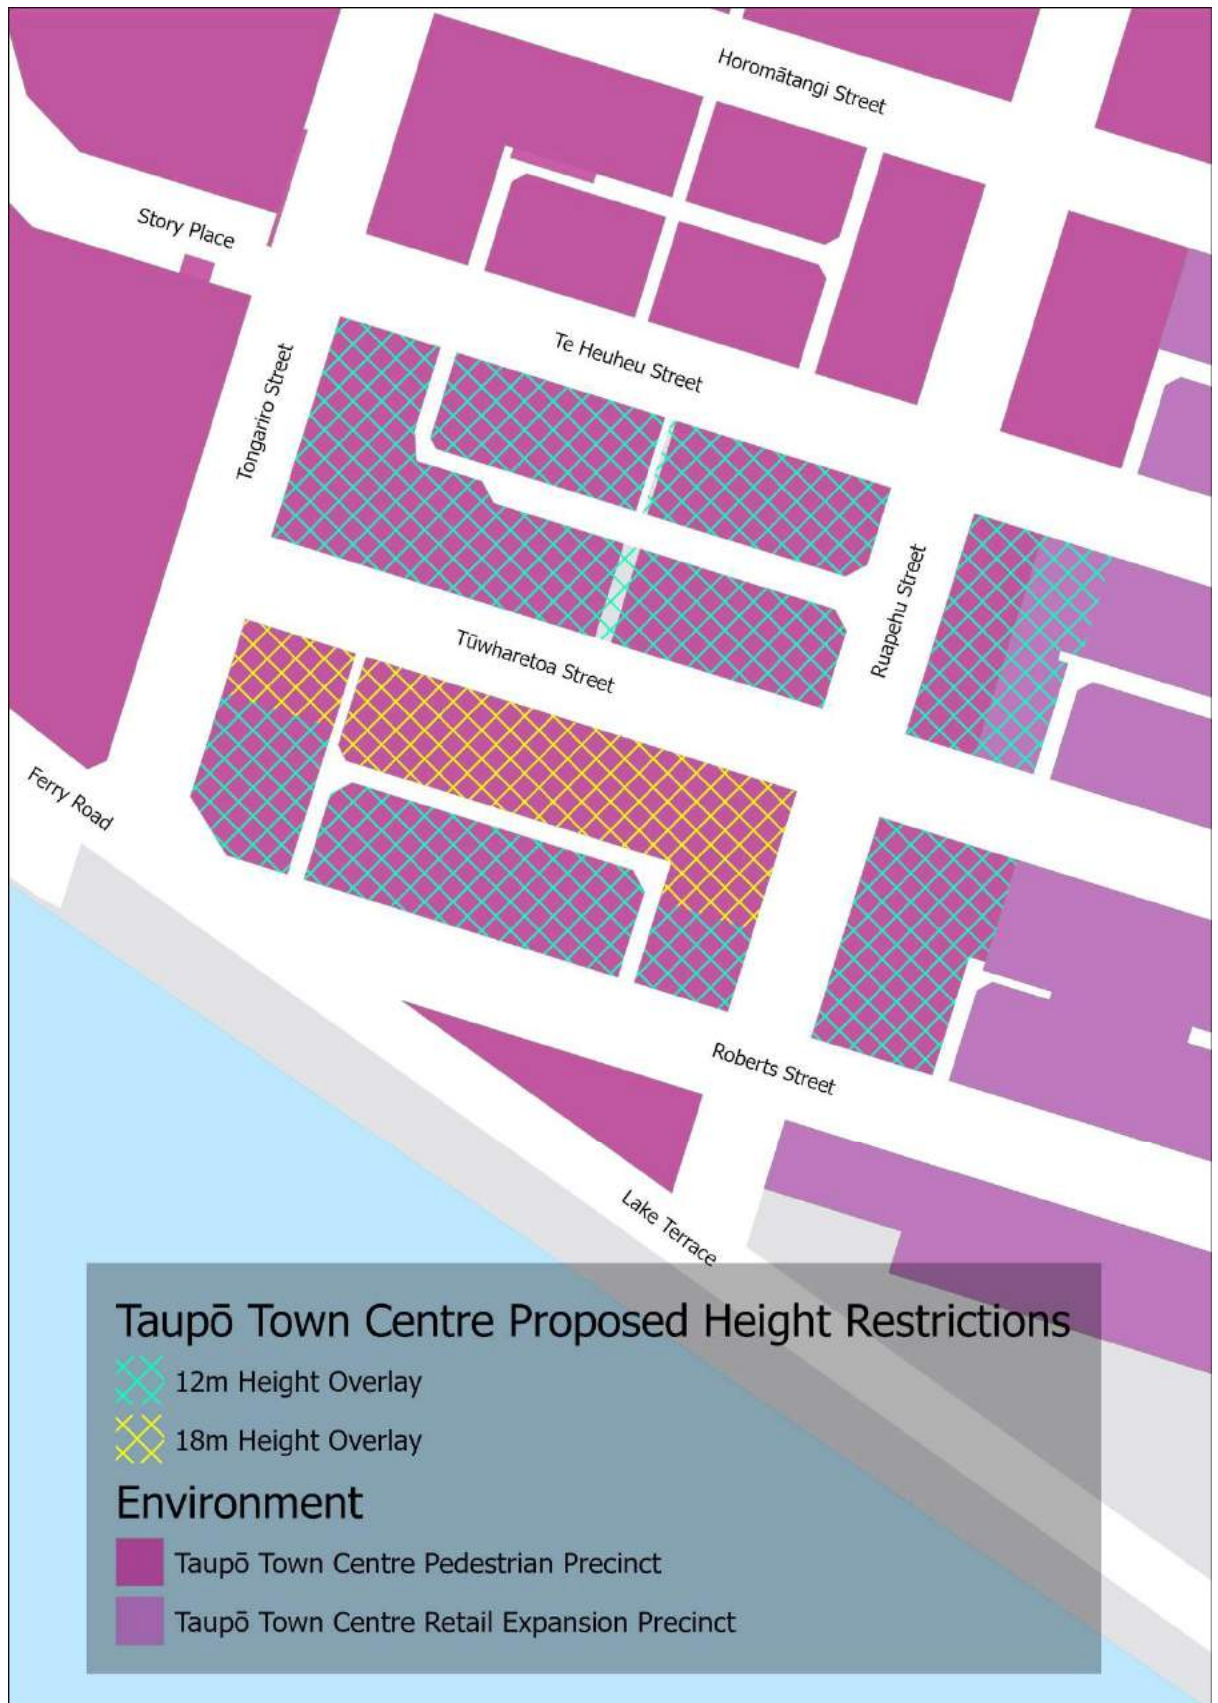 Horomātangi Street
Story Place
Te Heuheu Street
Tongariro Street
Ruapehu Street
Tūwharetoa Street
Ferry Road
Roberts Street
Lake Terrace
Taupō Town Centre Proposed Height Restrictions
12m Height Overlay
18m Height Overlay
Environment
Taupō Town Centre Pedestrian Precinct
Taupō Town Centre Retail Expansion Precinct